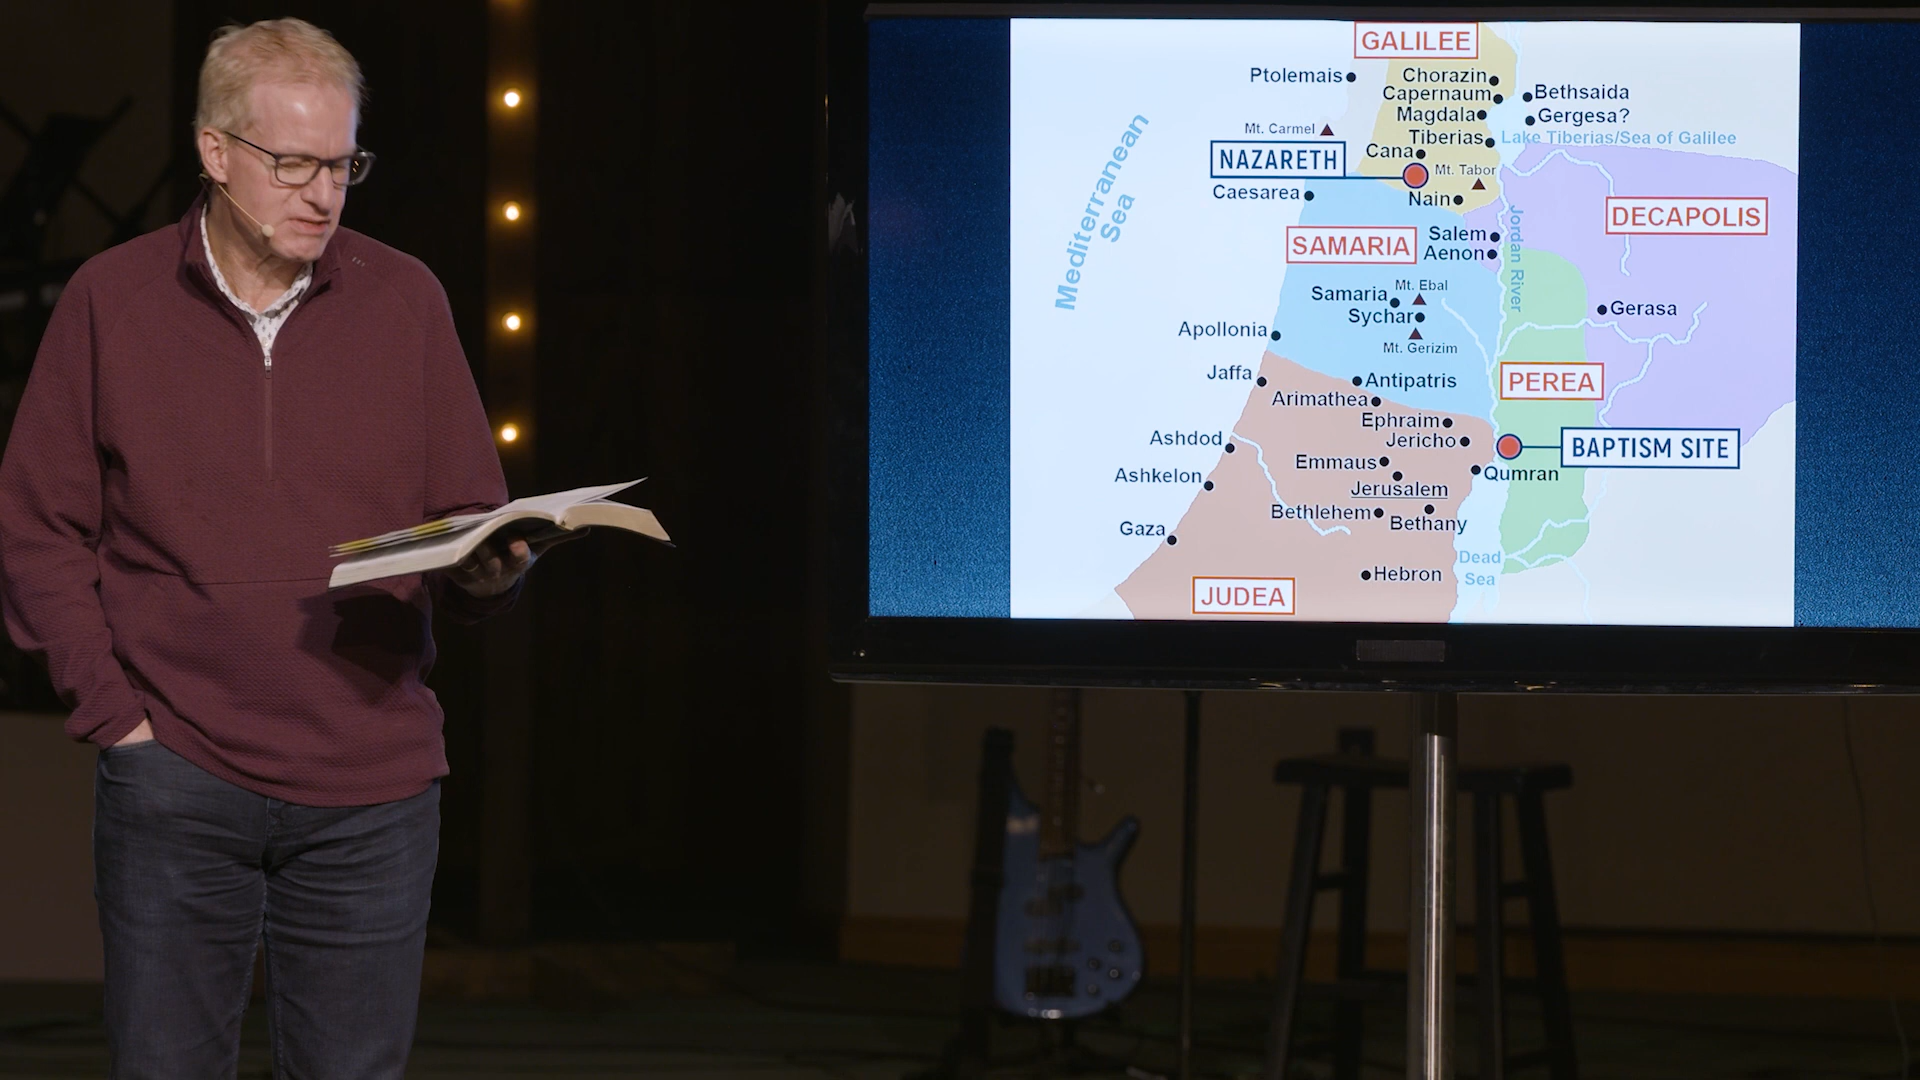 GALILEE
Ptolemais
Chorazin
Capernaum
Bethsaida
Magdala
Gergesa?
Mt. Carmel
Tiberias
Lake Tiberias/Sea of Galilee
NAZARETH
Cana
Mt. Tabor
Caesarea
Nain
DECAPOLIS
Mediterranean
Sea
SAMARIA
Salem
Aenon
Jordan River
Mt. Ebal
Samaria
Sychar
Gerasa
Mt. Gerizim
Apollonia
Jaffa
Antipatris
PEREA
Arimathea
Ephraim
Jericho
BAPTISM SITE
Ashdod
Emmaus
Qumran
Ashkelon
Jerusalem
Bethlehem
Bethany
Gaza
Dead
Sea
Hebron
JUDEA